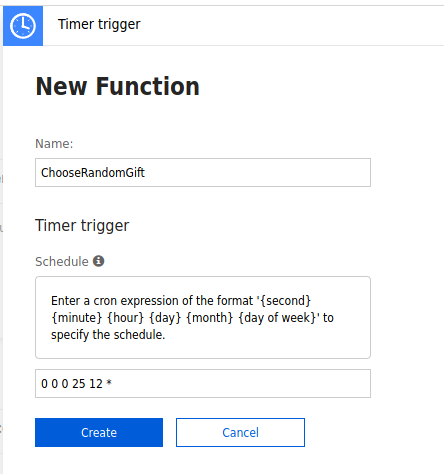 Timer trigger
New Function
Name:
ChooseRandomGift
Timer trigger
Schedule
Enter a cron expression of the format '{second}
{minute} {hour} {day} {month} {day of week}' to
specify the schedule.
0 0 0 25 12 *
Create
Cancel